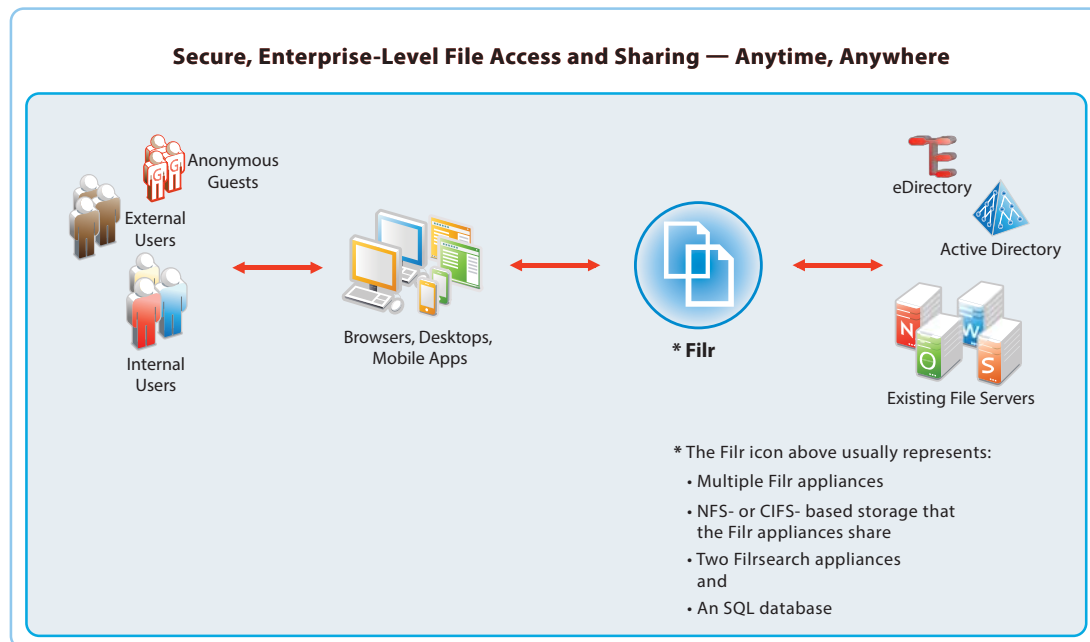 Secure, Enterprise-Level File Access and Sharing — Anytime, Anywhere
Anonymous
Guests
External
Users
Internal
Users
Browsers, Desktops,
Mobile Apps
* Filr
eDirectory
Active Directory
N
W
O
S
Existing File Servers
* The Filr icon above usually represents:
• Multiple Filr appliances
• NFS- or CIFS- based storage that
the Filr appliances share
• Two Filrsearch appliances
and
• An SQL database